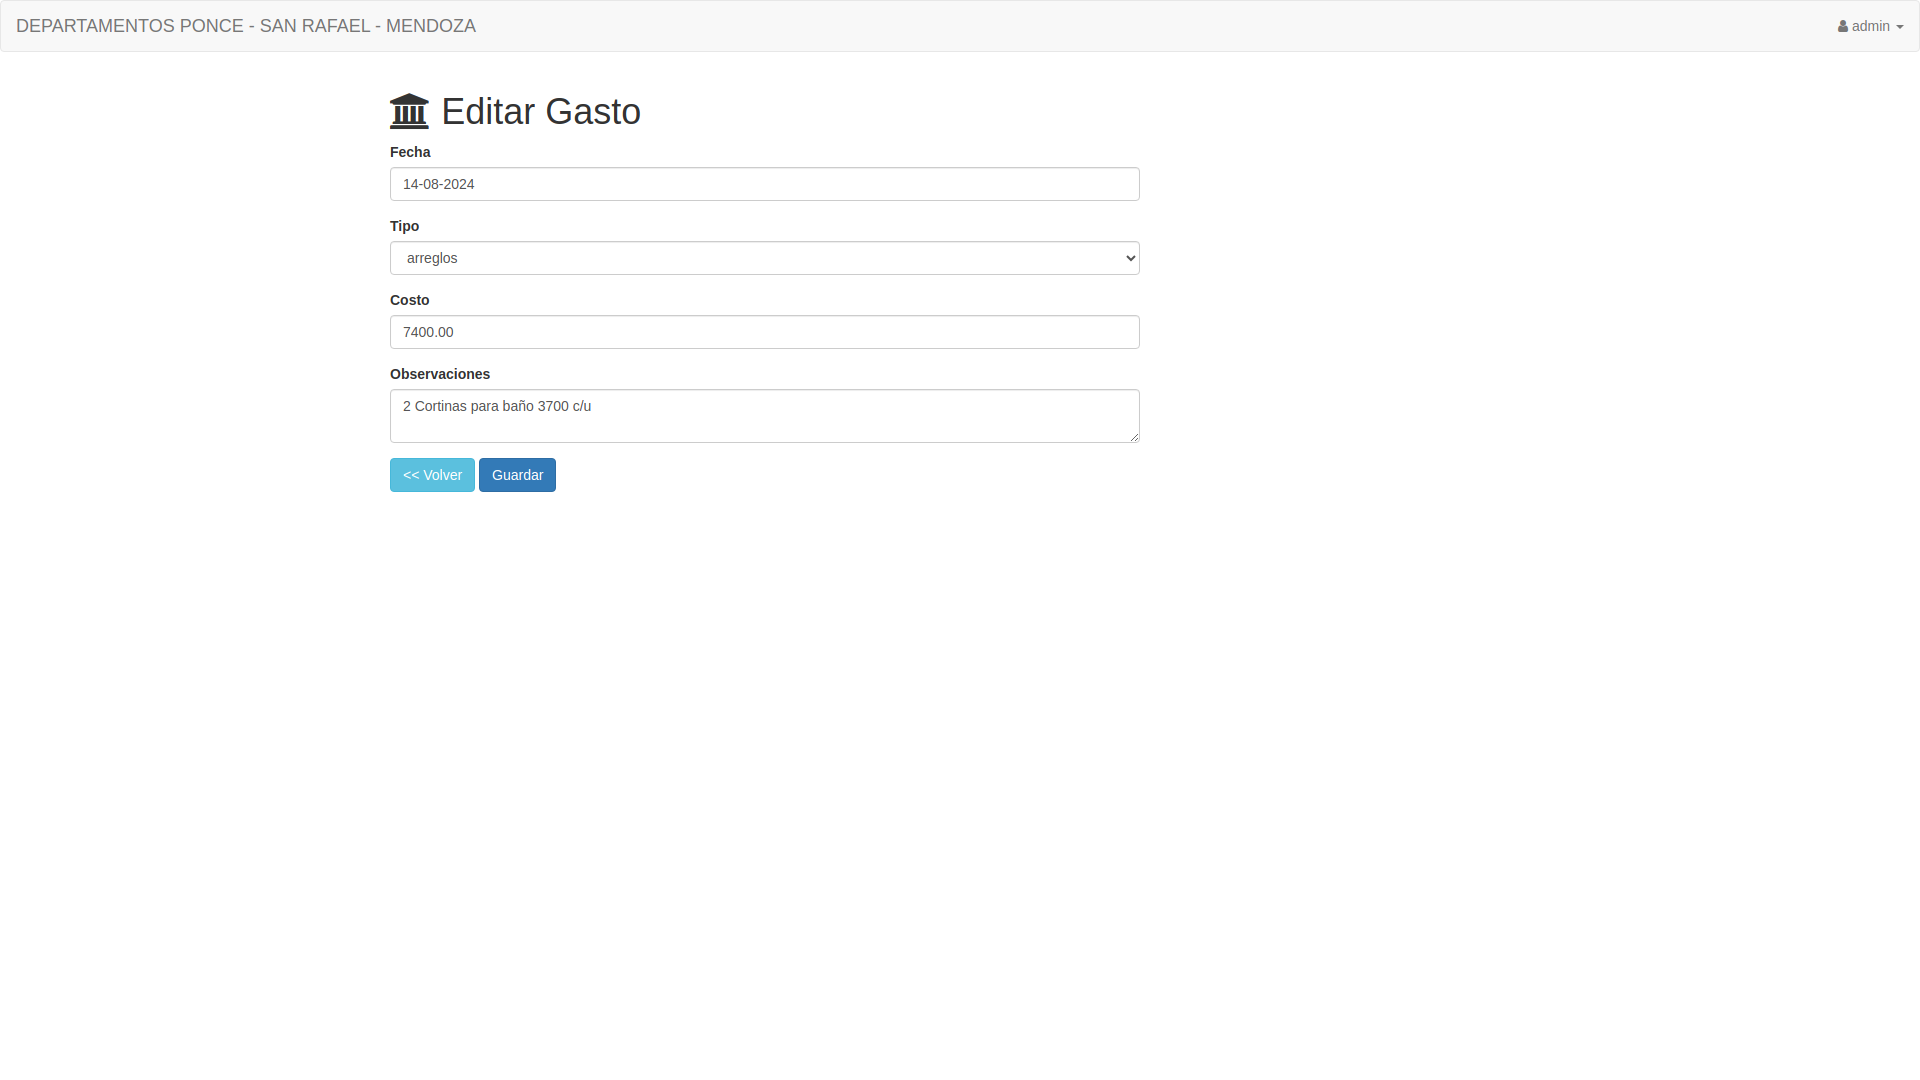 DEPARTAMENTOS PONCE - SAN RAFAEL - MENDOZA
admin
Editar Gasto
Fecha
14-08-2024
Tipo
arreglos
Costo
7400.00
Observaciones
2 Cortinas para baño 3700 c/u
<< Volver
Guardar